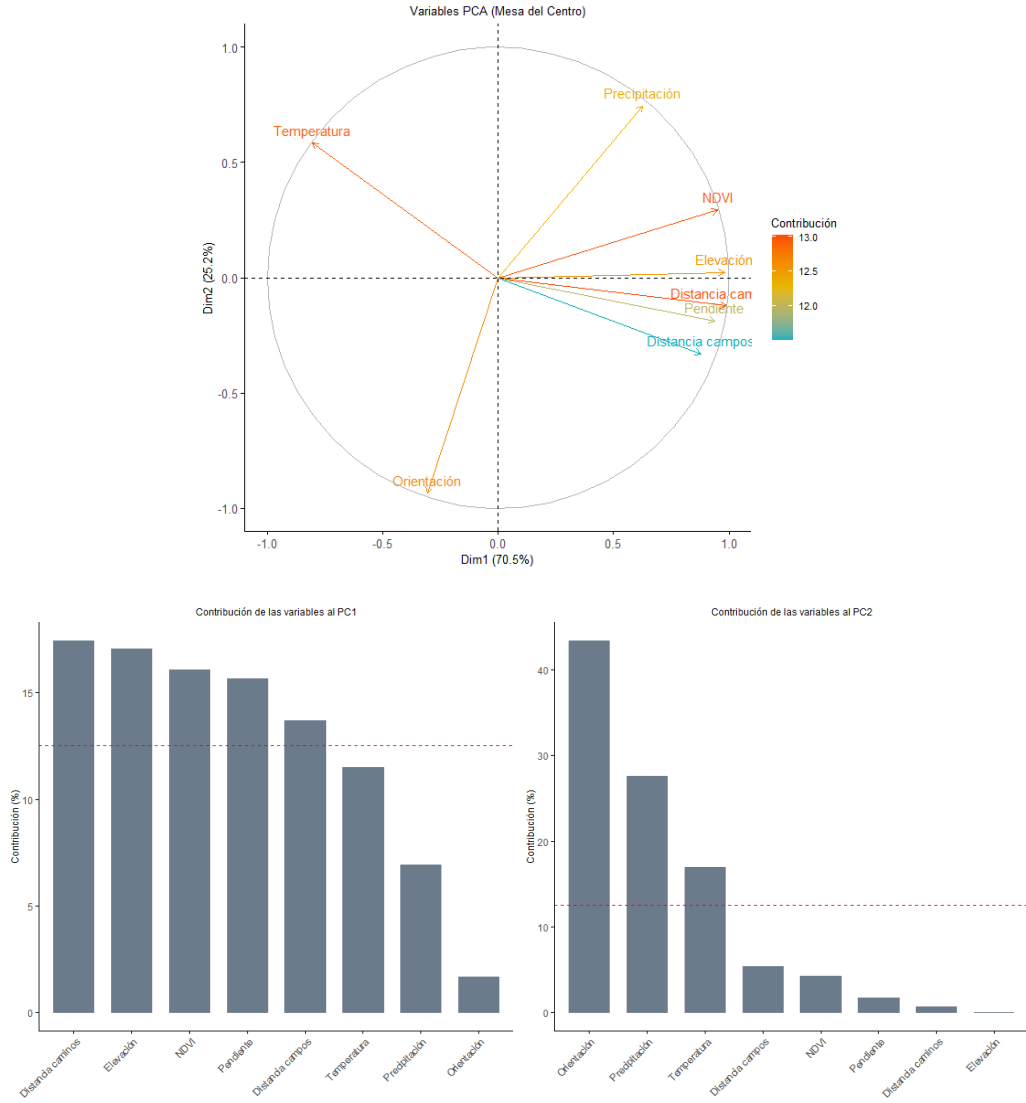 Variables PCA (Mesa del Centro)
1.0
0.5
0.0
-0.5
-1.0
Dim2 (25.2%)
Precipitación
Temperatura
NDVI
Elevación
Distancia cam
Pendiente
Distancia campos
Orientación
-1.0 -0.5 0.0 0.5 1.0
Dim1 (70.5%)
Contribución
13.0
12.5
12.0
Contribución de las variables al PC1
Contribución (%)
15
10
5
0
Distancia caminos
Elevación
NDVI
Pendiente
Distancia campos
Temperatura
Precipitación
Orientación
Contribución de las variables al PC2
Contribución (%)
40
30
20
10
0
Orientación
Precipitación
Temperatura
Distancia campos
NDVI
Pendiente
Distancia caminos
Elevación